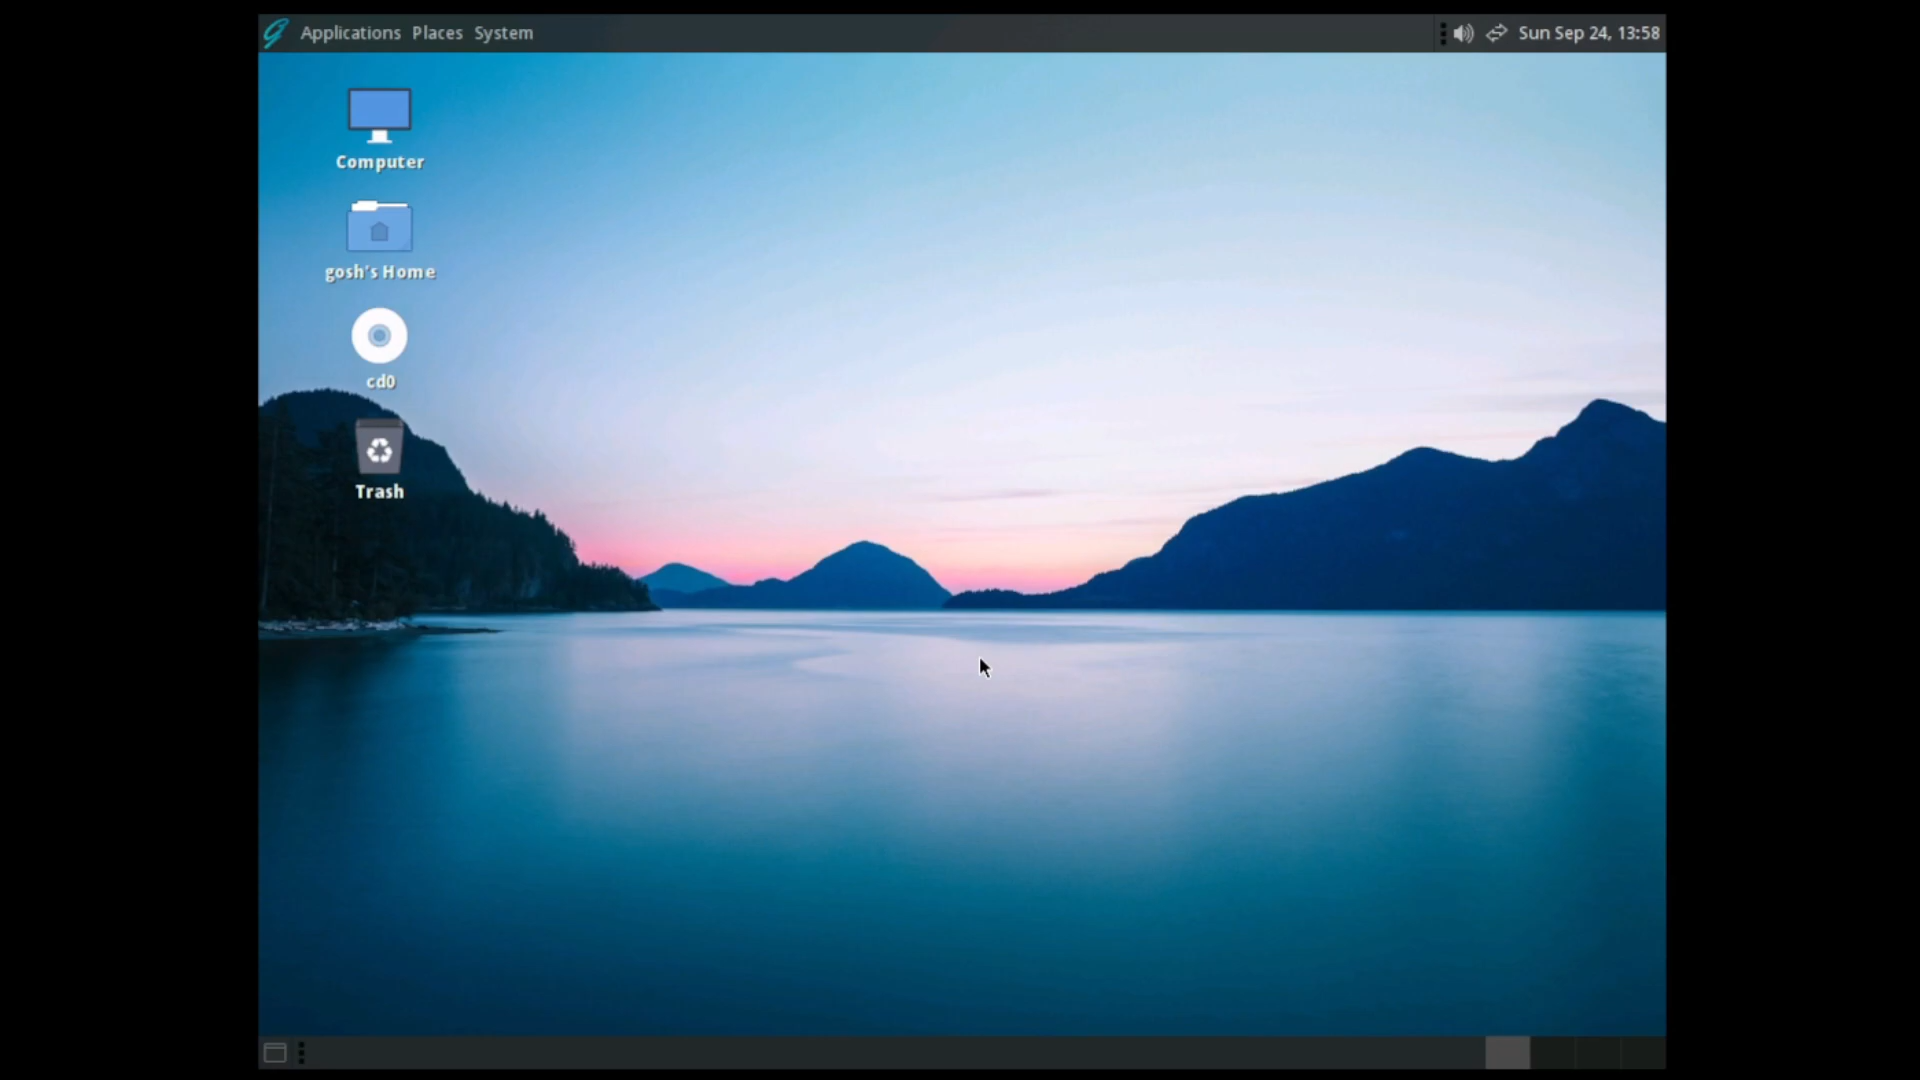 Applications Places System
Sun Sep 24, 13:58
Computer
gosh's Home
cd0
Trash